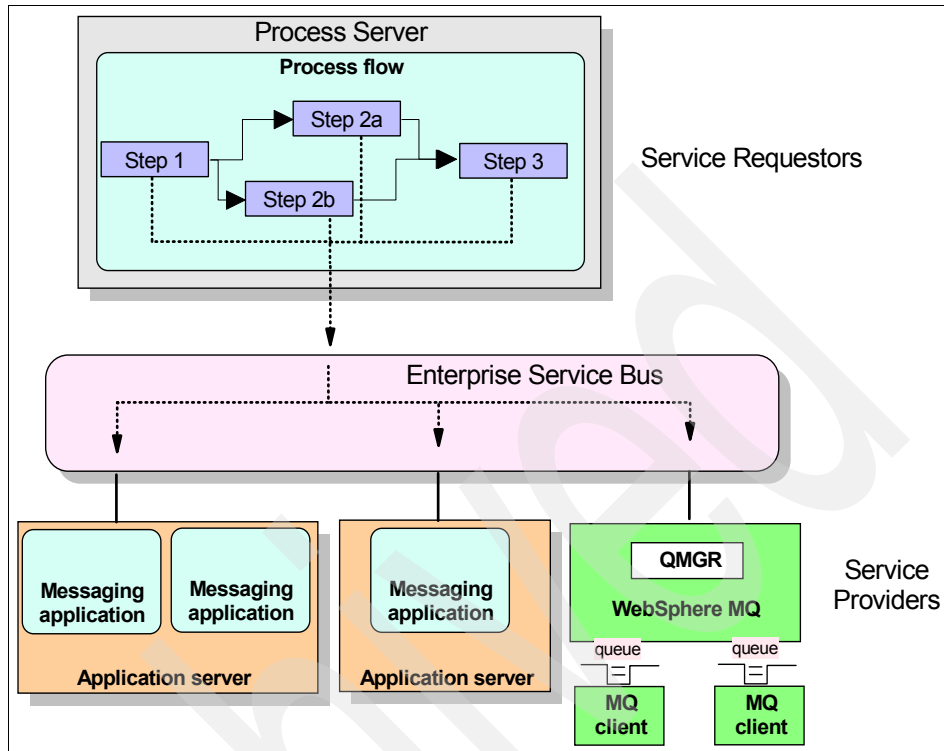 Process Server
Process flow
Step 2a
Step 1
Step 3
Step 2b
Service Requestors
Enterprise Service Bus
Messaging
application
Messaging
application
Application server
Messaging
application
Application server
QMGR
WebSphere MQ
Service
Providers
queue
queue
MQ
client
MQ
client